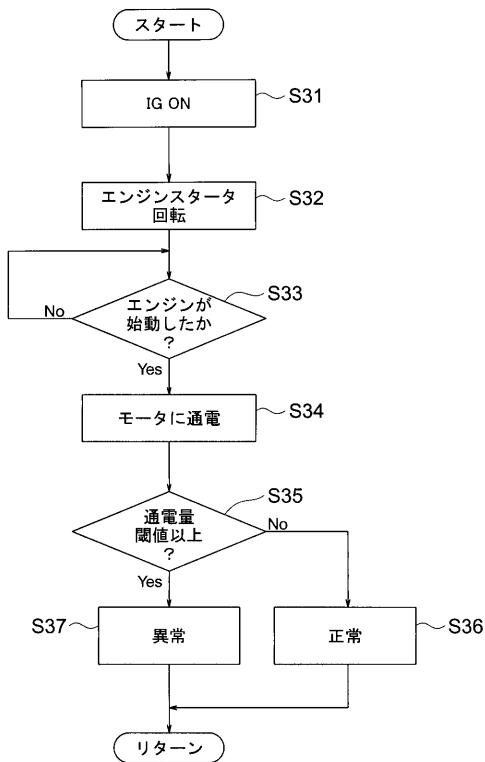 スタート
IG ON
S31
エンジンスタータ
回転
S32
エンジンが
始動したか
?
S33
No
Yes
モータに通電
S34
通電量
閾値以上
?
S35
No
Yes
S37
異常
正常
S36
リターン